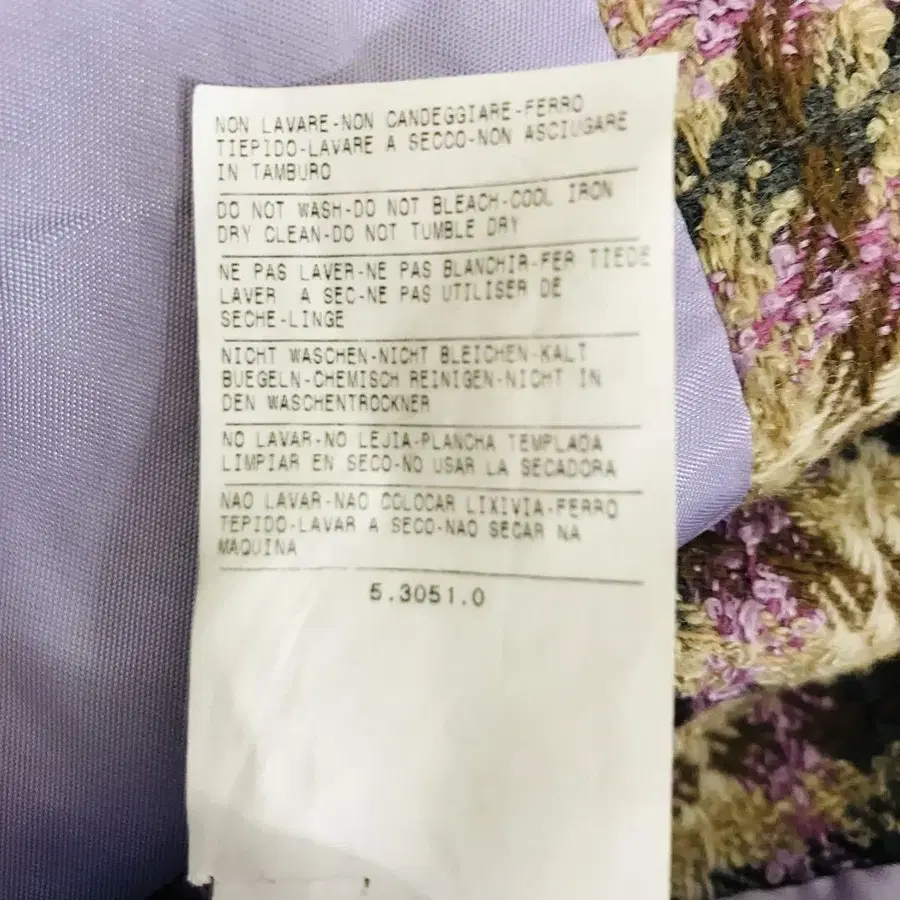 NON LAVARE-NON CANDEGGIARE-FERRO
TIEPIDO-LAVARE A SECCO-NON ASCIUGARE
IN TAMBURO
DO NOT WASH-DO NOT BLEACH-COOL IRON
DRY CLEAN-DO NOT TUMBLE DRY
NE PAS LAVER-NE PAS BLANCHIR-FER TIEDE
LAVER A SEC-NE PAS UTILISER DE
SECHE-LINGE
NICHT WASCHEN-NICHT BLEICHEN-KALT
BUEGELN-CHEMISCH REINIGEN-NICHT IN
DEN WASCHENTROCKNER
NO LAVAR-NO LEJIA-PLANCHA TEMPLADA
LIMPIAR EN SECO-NO USAR LA SECADORA
NAO LAVAR-NAO COLOCAR LIXIVIA-FERRO
TEPIDO-LAVAR A SECO-NAO SECAR NA
MAQUINA
5.3051.0